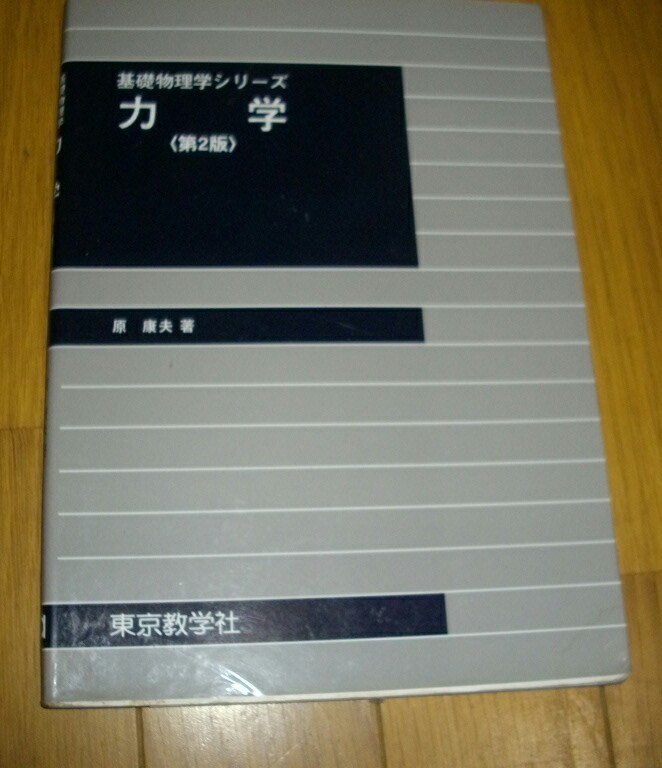 基礎物理学シリーズ
力 学
〈第2版〉
原 康夫 著
東京教学社
1